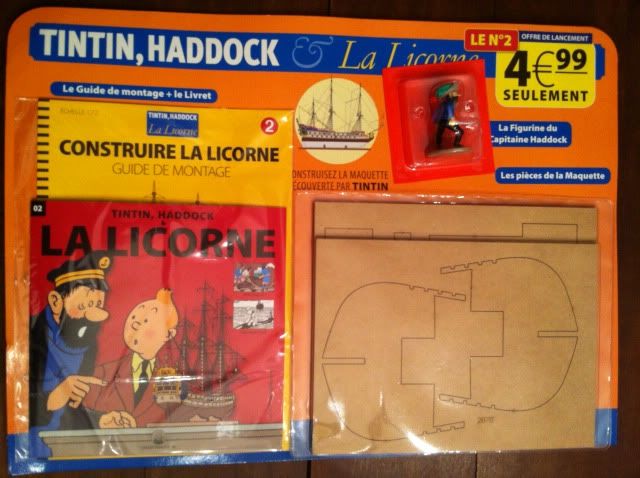 TINTIN, HADDOCK & La Licorne
LE N°2
OFFRE DE LANCEMENT
4€99
SEULEMENT
Le Guide de montage + le Livret
La Figurine du
Capitaine Haddock
Les pièces de la Maquette
TINTIN, HADDOCK
La Licorne
2
CONSTRUIRE LA LICORNE
GUIDE DE MONTAGE
CONSTRUISEZ LA MAQUETTE
DÉCOUVERTE PAR TINTIN
02
TINTIN, HADDOCK
LA LICORNE